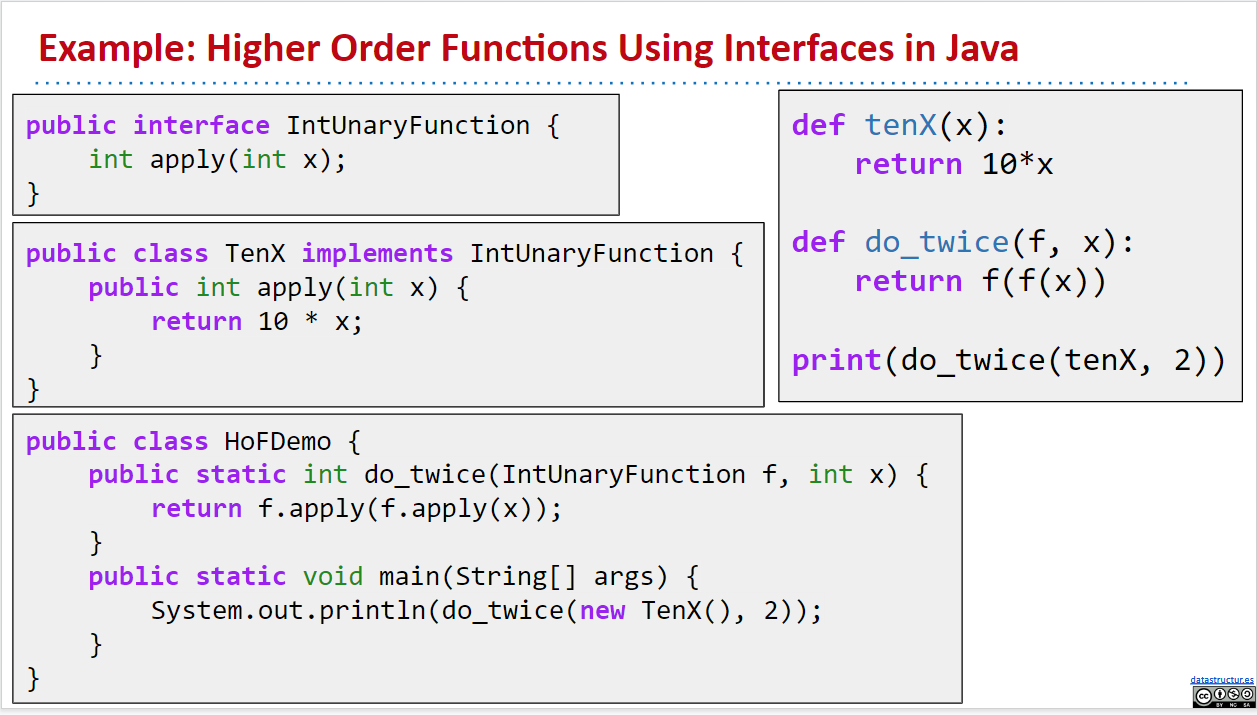 Example: Higher Order Functions Using Interfaces in Java
public interface IntUnaryFunction {
    int apply(int x);
}
public class TenX implements IntUnaryFunction {
    public int apply(int x) {
        return 10 * x;
    }
}
public class HoFDemo {
    public static int do_twice(IntUnaryFunction f, int x) {
        return f.apply(f.apply(x));
    }
    public static void main(String[] args) {
        System.out.println(do_twice(new TenX(), 2));
    }
}
def tenX(x):
    return 10*x
def do_twice(f, x):
    return f(f(x))
print(do_twice(tenX, 2))
datastructur.es
cc
BY NC SA